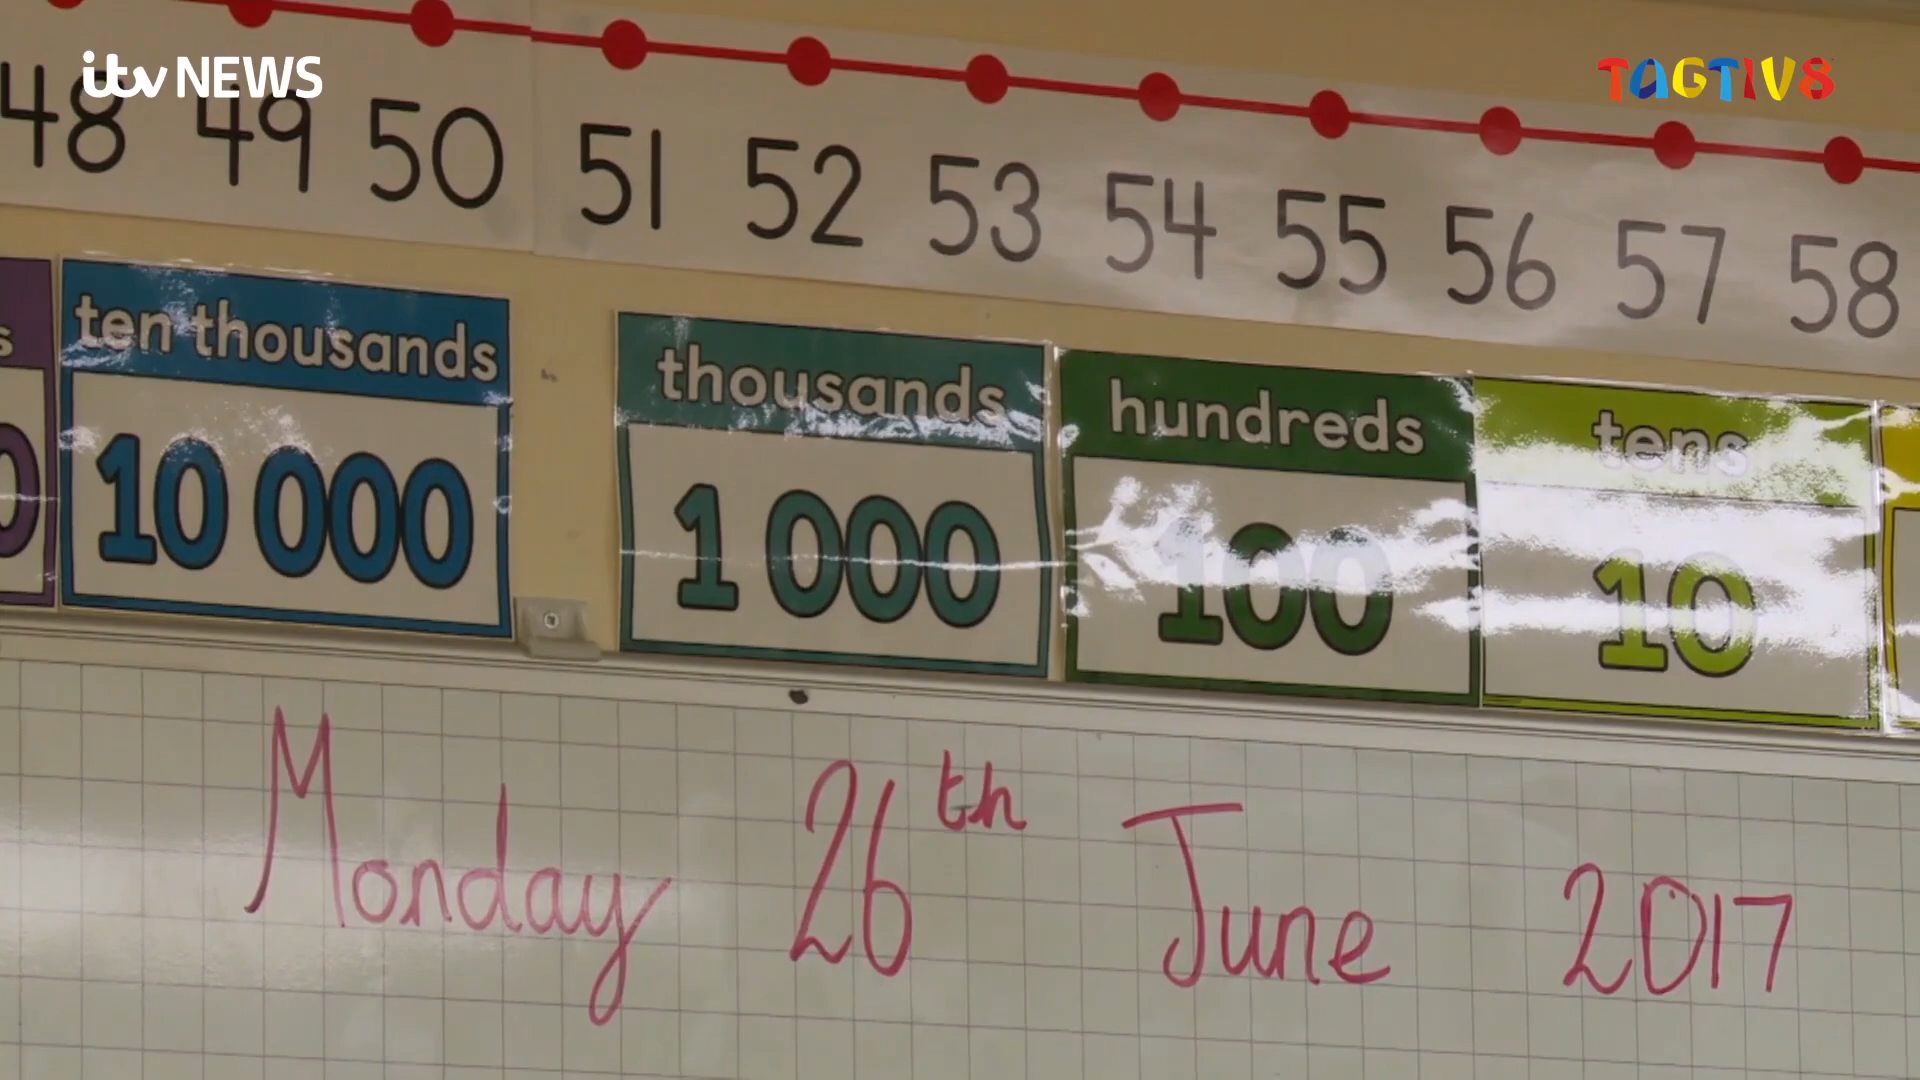 itv NEWS
TAGTIV8
48 49 50 51 52 53 54 55 56 57 58
ten thousands
10 000
thousands
1 000
hundreds
100
tens
10
Monday 26th June 2017